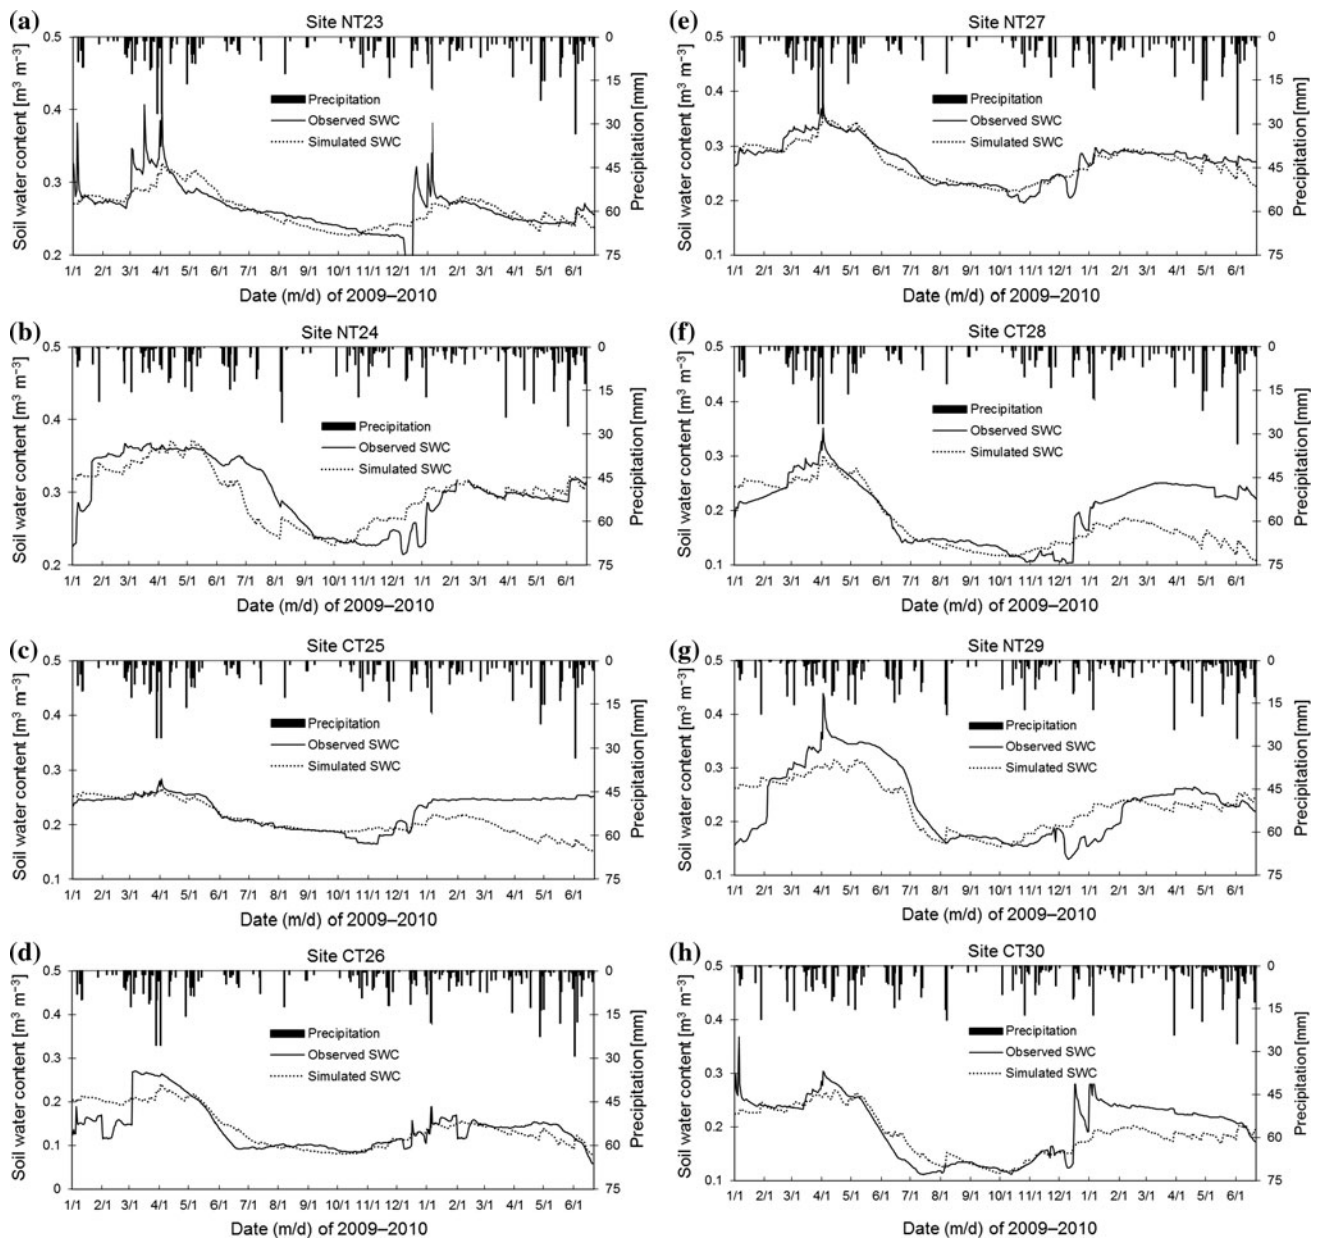 (a)
Site NT23
0.5
0.4
0.3
0.2
Soil water content [m³ m⁻³]
0
15
30
45
60
75
Precipitation [mm]
Precipitation
Observed SWC
Simulated SWC
1/1 2/1 3/1 4/1 5/1 6/1 7/1 8/1 9/1 10/1 11/1 12/1 1/1 2/1 3/1 4/1 5/1 6/1
Date (m/d) of 2009–2010
(b)
Site NT24
0.5
0.4
0.3
0.2
Soil water content [m³ m⁻³]
0
15
30
45
60
75
Precipitation [mm]
Precipitation
Observed SWC
Simulated SWC
1/1 2/1 3/1 4/1 5/1 6/1 7/1 8/1 9/1 10/1 11/1 12/1 1/1 2/1 3/1 4/1 5/1 6/1
Date (m/d) of 2009–2010
(c)
Site CT25
0.5
0.4
0.3
0.2
0.1
Soil water content [m³ m⁻³]
0
15
30
45
60
75
Precipitation [mm]
Precipitation
Observed SWC
Simulated SWC
1/1 2/1 3/1 4/1 5/1 6/1 7/1 8/1 9/1 10/1 11/1 12/1 1/1 2/1 3/1 4/1 5/1 6/1
Date (m/d) of 2009–2010
(d)
Site CT26
0.5
0.4
0.3
0.2
0.1
0
Soil water content [m³ m⁻³]
0
15
30
45
60
75
Precipitation [mm]
Precipitation
Observed SWC
Simulated SWC
1/1 2/1 3/1 4/1 5/1 6/1 7/1 8/1 9/1 10/1 11/1 12/1 1/1 2/1 3/1 4/1 5/1 6/1
Date (m/d) of 2009–2010
(e)
Site NT27
0.5
0.4
0.3
0.2
0.1
Soil water content [m³ m⁻³]
0
15
30
45
60
75
Precipitation [mm]
Precipitation
Observed SWC
Simulated SWC
1/1 2/1 3/1 4/1 5/1 6/1 7/1 8/1 9/1 10/1 11/1 12/1 1/1 2/1 3/1 4/1 5/1 6/1
Date (m/d) of 2009–2010
(f)
Site CT28
0.5
0.4
0.3
0.2
0.1
Soil water content [m³ m⁻³]
0
15
30
45
60
75
Precipitation [mm]
Precipitation
Observed SWC
Simulated SWC
1/1 2/1 3/1 4/1 5/1 6/1 7/1 8/1 9/1 10/1 11/1 12/1 1/1 2/1 3/1 4/1 5/1 6/1
Date (m/d) of 2009–2010
(g)
Site NT29
0.5
0.4
0.3
0.2
0.1
Soil water content [m³ m⁻³]
0
15
30
45
60
75
Precipitation [mm]
Precipitation
Observed SWC
Simulated SWC
1/1 2/1 3/1 4/1 5/1 6/1 7/1 8/1 9/1 10/1 11/1 12/1 1/1 2/1 3/1 4/1 5/1 6/1
Date (m/d) of 2009–2010
(h)
Site CT30
0.5
0.4
0.3
0.2
0.1
Soil water content [m³ m⁻³]
0
15
30
45
60
75
Precipitation [mm]
Precipitation
Observed SWC
Simulated SWC
1/1 2/1 3/1 4/1 5/1 6/1 7/1 8/1 9/1 10/1 11/1 12/1 1/1 2/1 3/1 4/1 5/1 6/1
Date (m/d) of 2009–2010